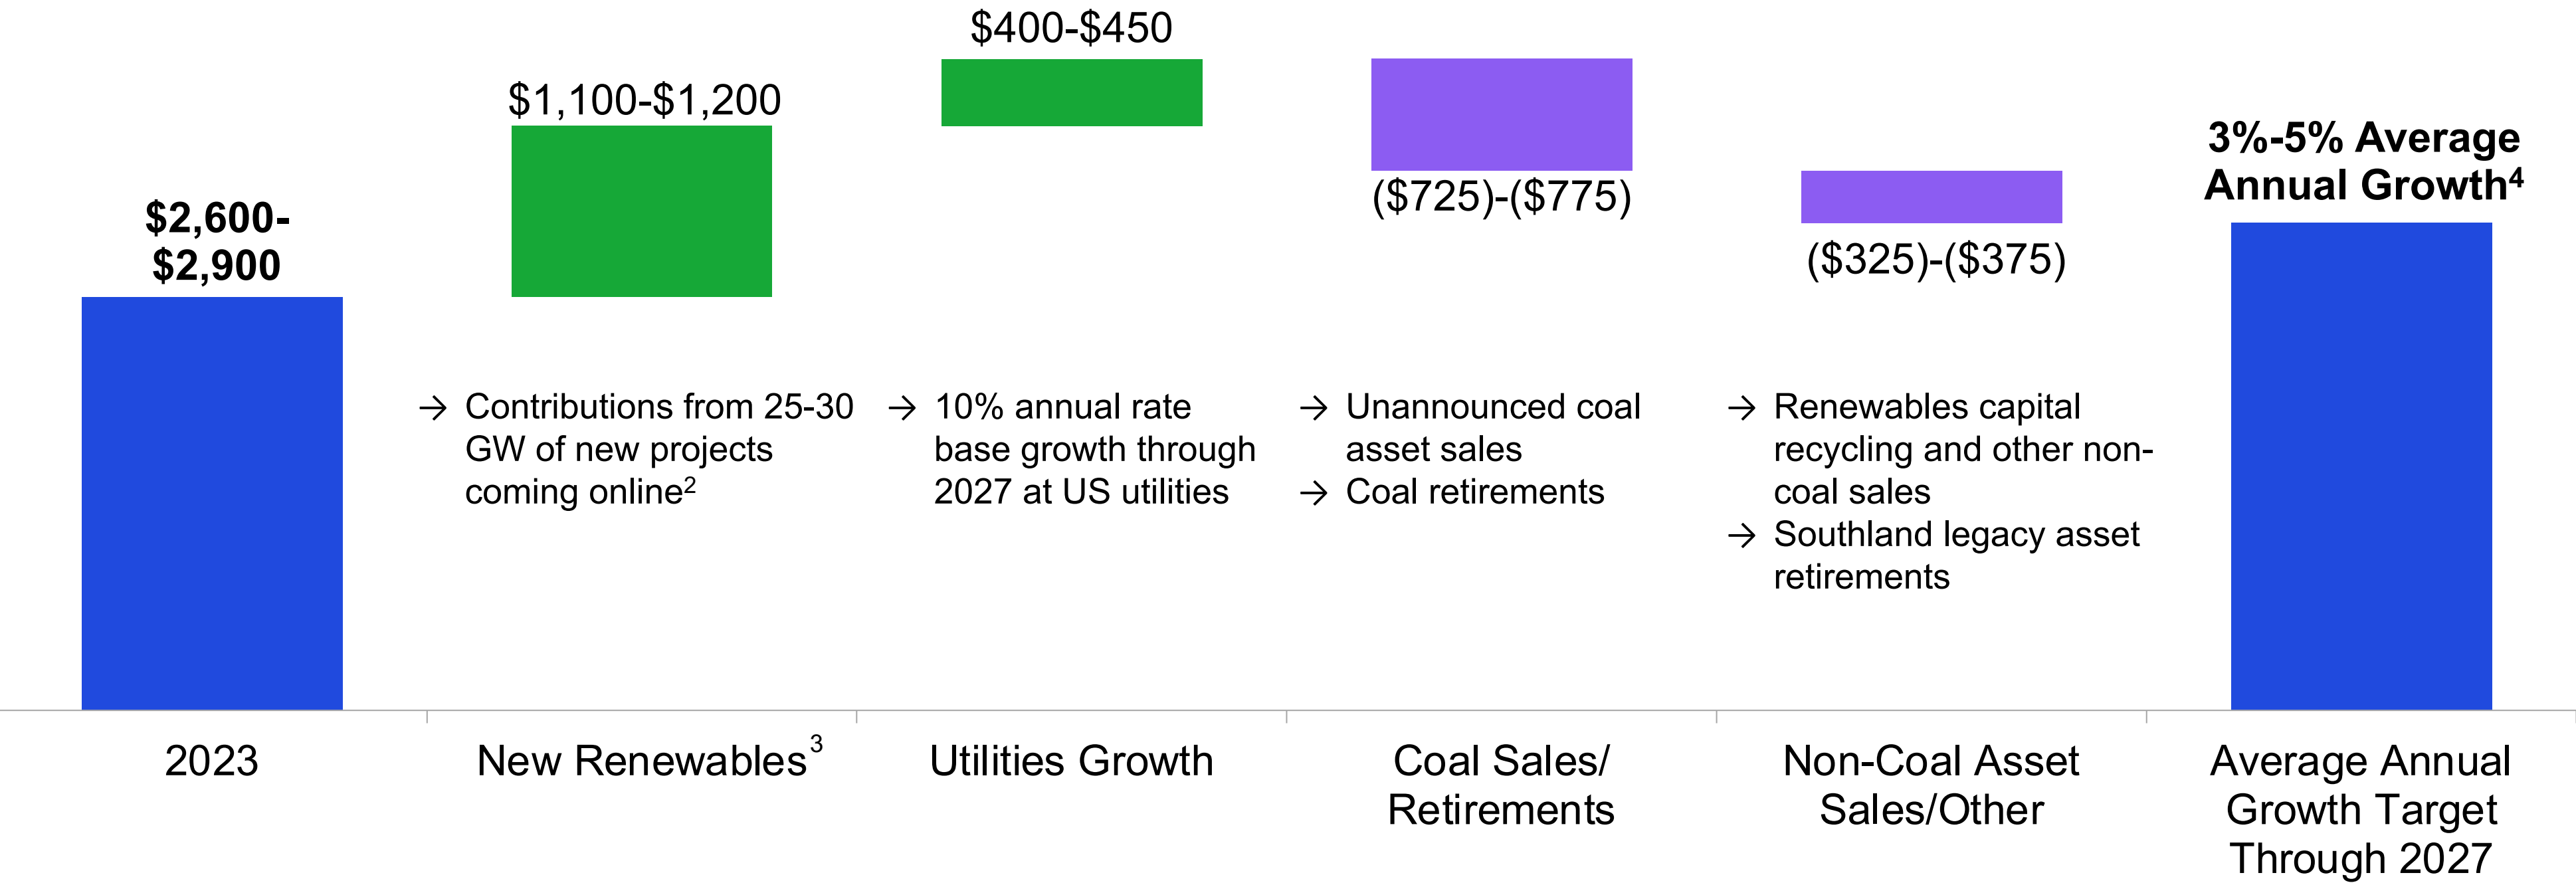 $400-$450
$1,100-$1,200
3%-5% Average
Annual Growth⁴
($725)-($775)
$2,600-
$2,900
($325)-($375)
→ Contributions from 25-30
GW of new projects
coming online²
→ 10% annual rate
base growth through
2027 at US utilities
→ Unannounced coal
asset sales
→ Coal retirements
→ Renewables capital
recycling and other non-
coal sales
→ Southland legacy asset
retirements
2023
New Renewables³
Utilities Growth
Coal Sales/
Retirements
Non-Coal Asset
Sales/Other
Average Annual
Growth Target
Through 2027